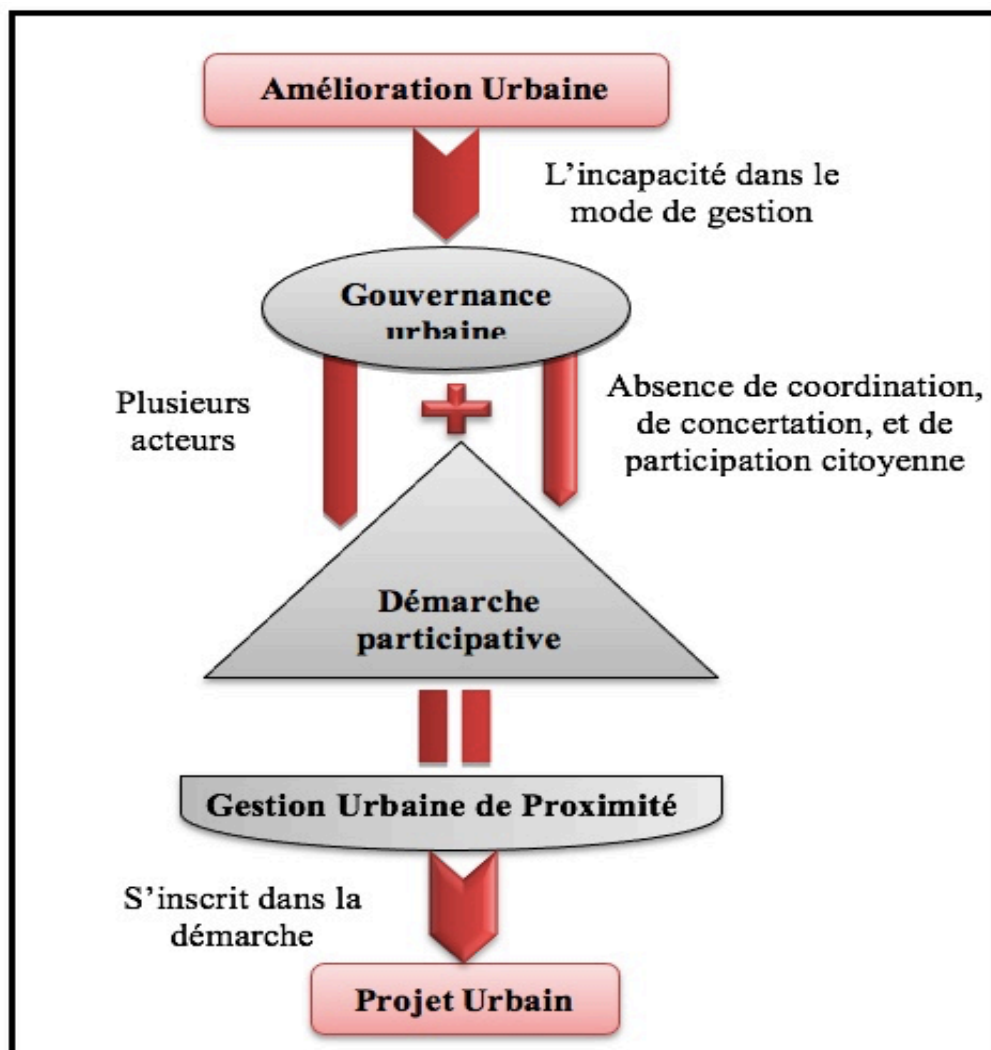 Amélioration Urbaine
L'incapacité dans le
mode de gestion
Gouvernance
urbaine
Plusieurs
acteurs
Absence de coordination,
de concertation, et de
participation citoyenne
Démarche
participative
Gestion Urbaine de Proximité
S'inscrit dans la
démarche
Projet Urbain